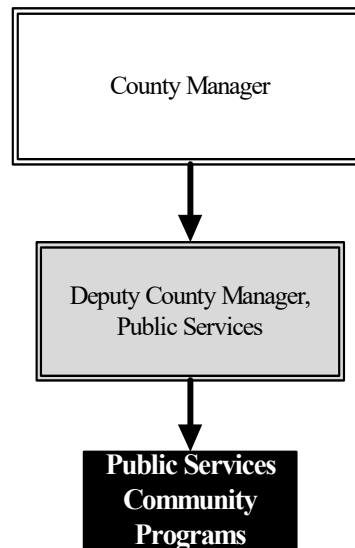 County Manager
Deputy County Manager,
Public Services
Public Services
Community
Programs